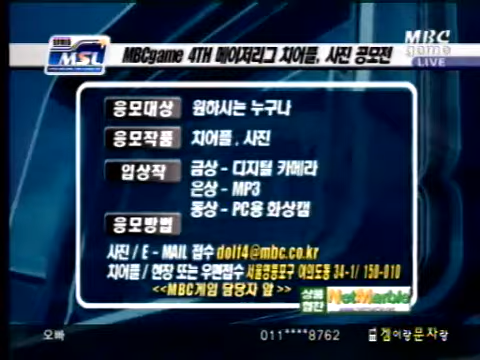 MSL
MBCgame 4TH 메이저리그 치어플, 사진 공모전
MBC
game
LIVE
응모대상 원하시는 누구나
응모작품 치어플, 사진
입상작 금상 - 디지털 카메라
은상 - MP3
동상 - PC용 화상캠
응모방법
사진 / E - MAIL 접수 dolf4@mbc.co.kr
치어플 / 현장 또는 우편접수 서울영등포구 여의도동 34-1/ 150-010
<<MBC게임 담당자 앞 >>
상품
협찬
NetMarble
오빠 011****8762 겜이랑문자랑